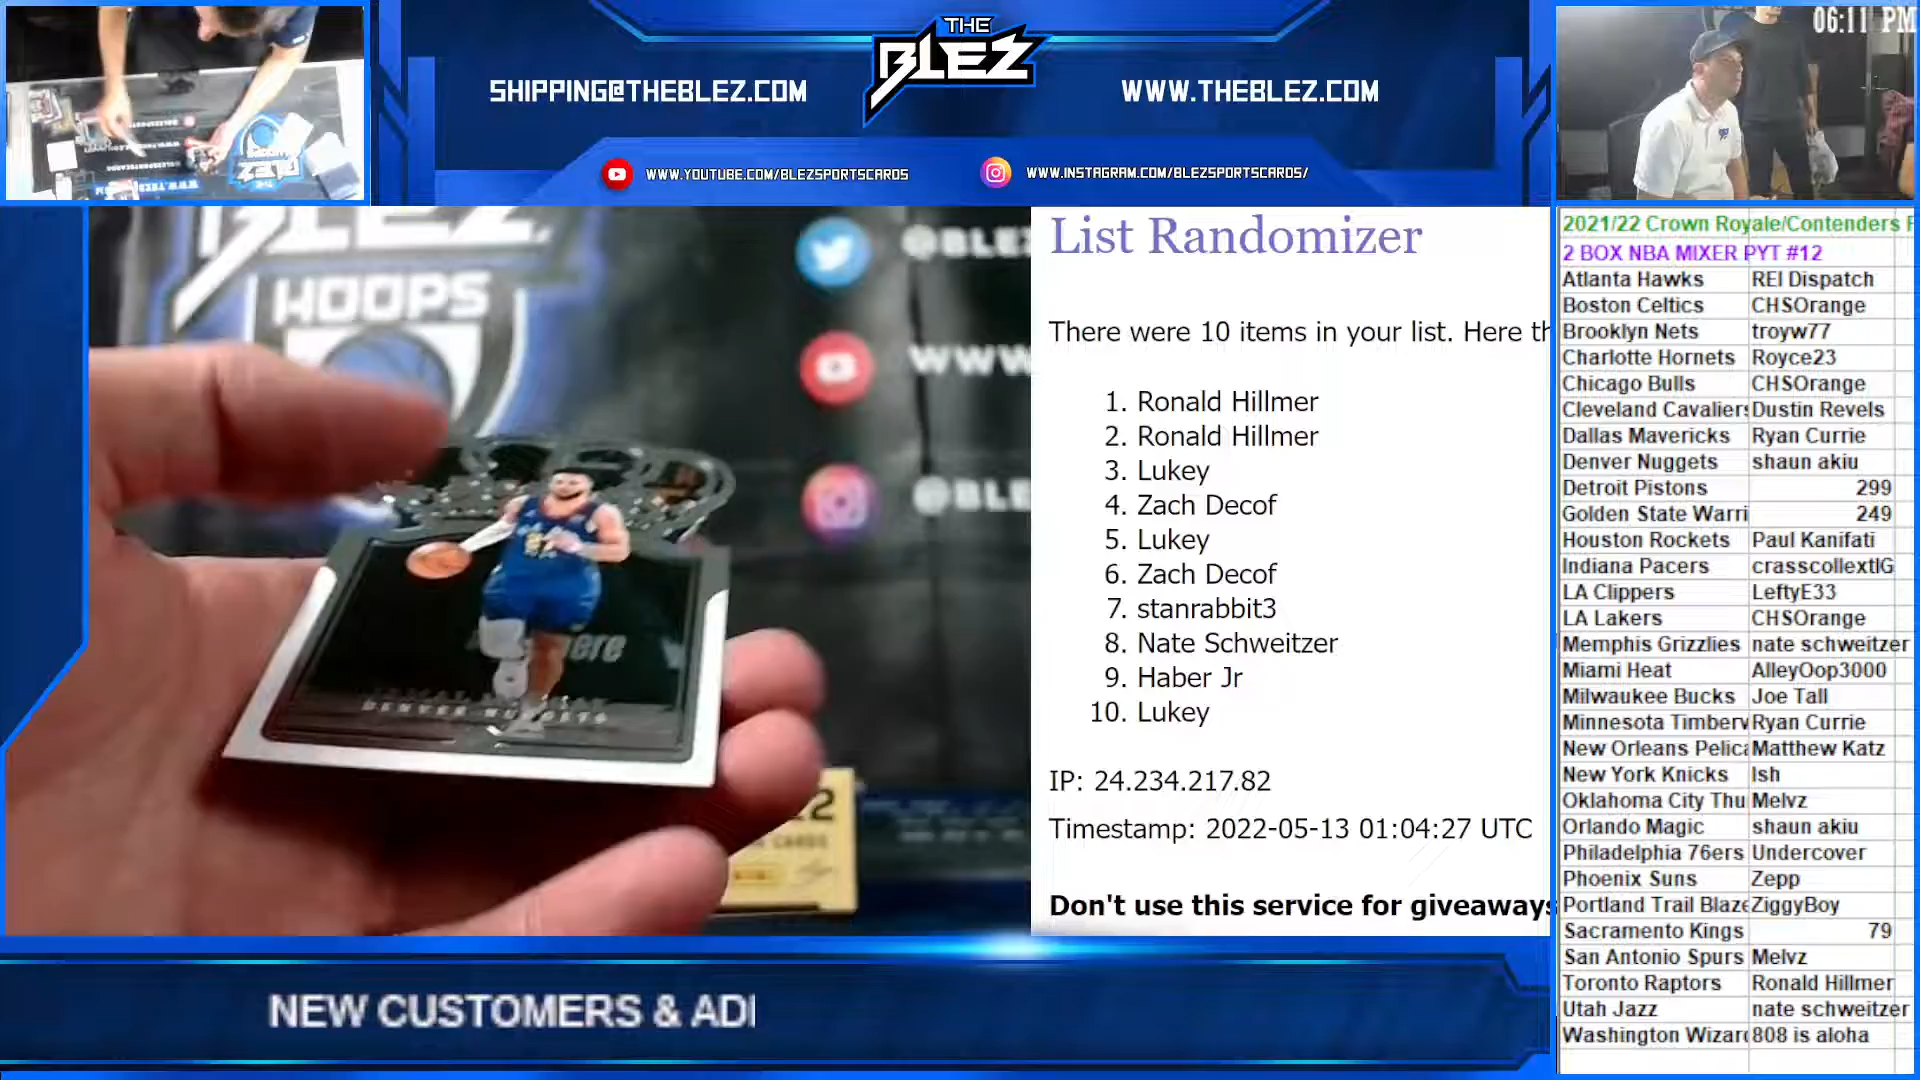 THE
BLEZ
SHIPPING@THEBLEZ.COM
WWW.THEBLEZ.COM
WWW.YOUTUBE.COM/BLEZSPORTSCARDS
WWW.INSTAGRAM.COM/BLEZSPORTSCARDS/
06:11 PM
BLEZ
HOOPS
@BLE
WWW
@BLE
DENVER NUGGETS
List Randomizer
There were 10 items in your list. Here th
1. Ronald Hillmer
2. Ronald Hillmer
3. Lukey
4. Zach Decof
5. Lukey
6. Zach Decof
7. stanrabbit3
8. Nate Schweitzer
9. Haber Jr
10. Lukey
IP: 24.234.217.82
Timestamp: 2022-05-13 01:04:27 UTC
Don't use this service for giveaways
2021/22 Crown Royale/Contenders
2 BOX NBA MIXER PYT #12
Atlanta Hawks REI Dispatch
Boston Celtics CHSOrange
Brooklyn Nets troyw77
Charlotte Hornets Royce23
Chicago Bulls CHSOrange
Cleveland Cavaliers Dustin Revels
Dallas Mavericks Ryan Currie
Denver Nuggets shaun akiu
Detroit Pistons 299
Golden State Warri 249
Houston Rockets Paul Kanifati
Indiana Pacers crasscollextIG
LA Clippers LeftyE33
LA Lakers CHSOrange
Memphis Grizzlies nate schweitzer
Miami Heat AlleyOop3000
Milwaukee Bucks Joe Tall
Minnesota Timberv Ryan Currie
New Orleans Pelica Matthew Katz
New York Knicks Ish
Oklahoma City Thu Melvz
Orlando Magic shaun akiu
Philadelphia 76ers Undercover
Phoenix Suns Zepp
Portland Trail Blaze ZiggyBoy
Sacramento Kings 79
San Antonio Spurs Melvz
Toronto Raptors Ronald Hillmer
Utah Jazz nate schweitzer
Washington Wizard 808 is aloha
NEW CUSTOMERS & AD